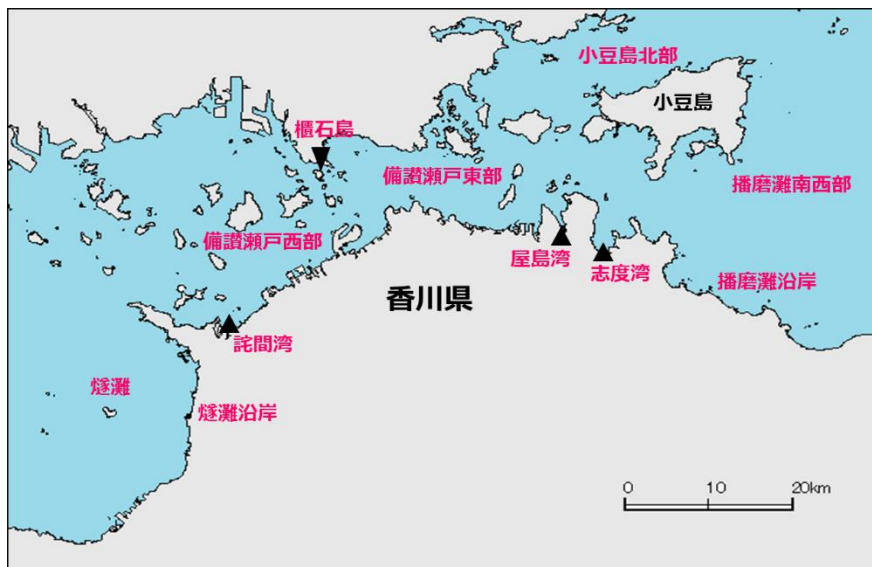 小豆島北部
小豆島
櫃石島
備讃瀬戸東部
播磨灘南西部
備讃瀬戸西部
屋島湾
志度湾
播磨灘沿岸
香川県
詫間湾
燧灘
燧灘沿岸
0 10 20km